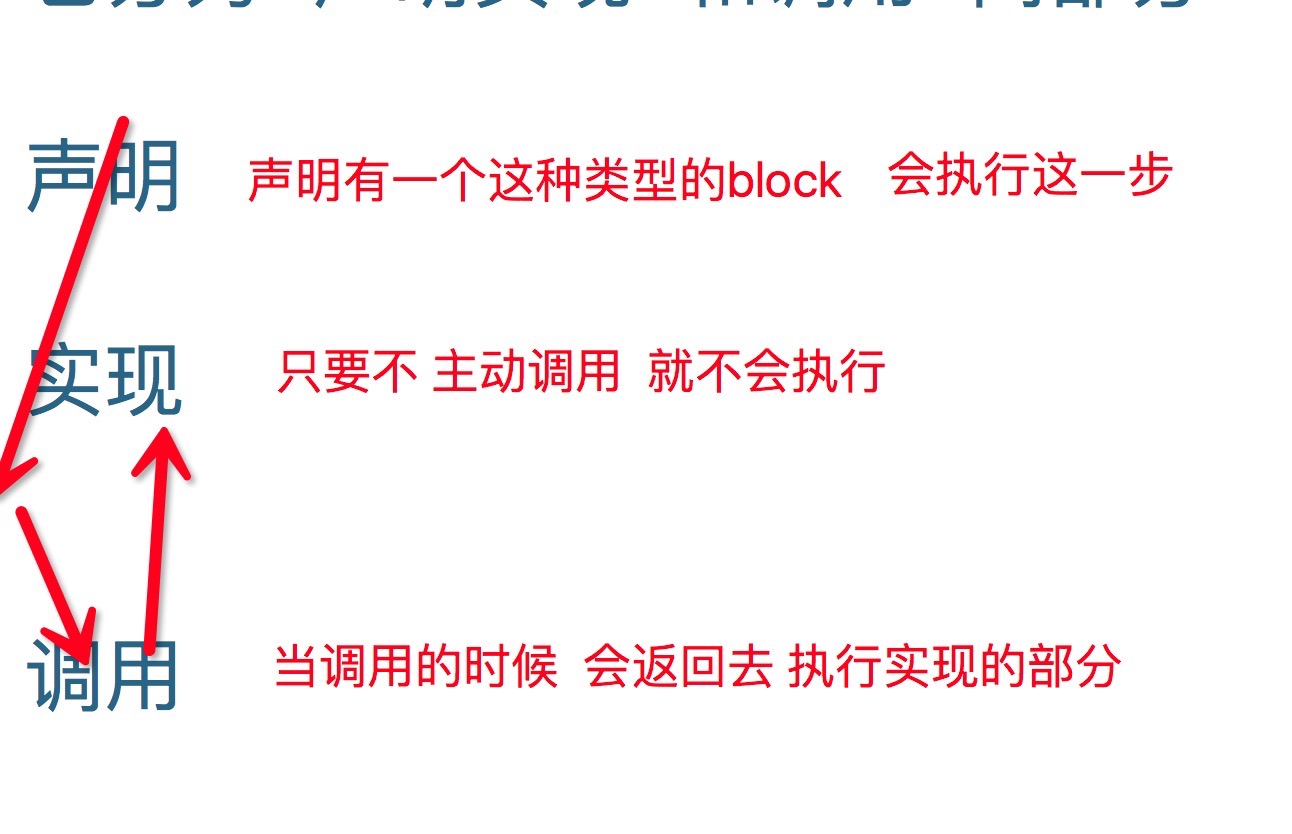 声明 声明有一个这种类型的block 会执行这一步
实现 只要不 主动调用 就不会执行
调用 当调用的时候 会返回去 执行实现的部分